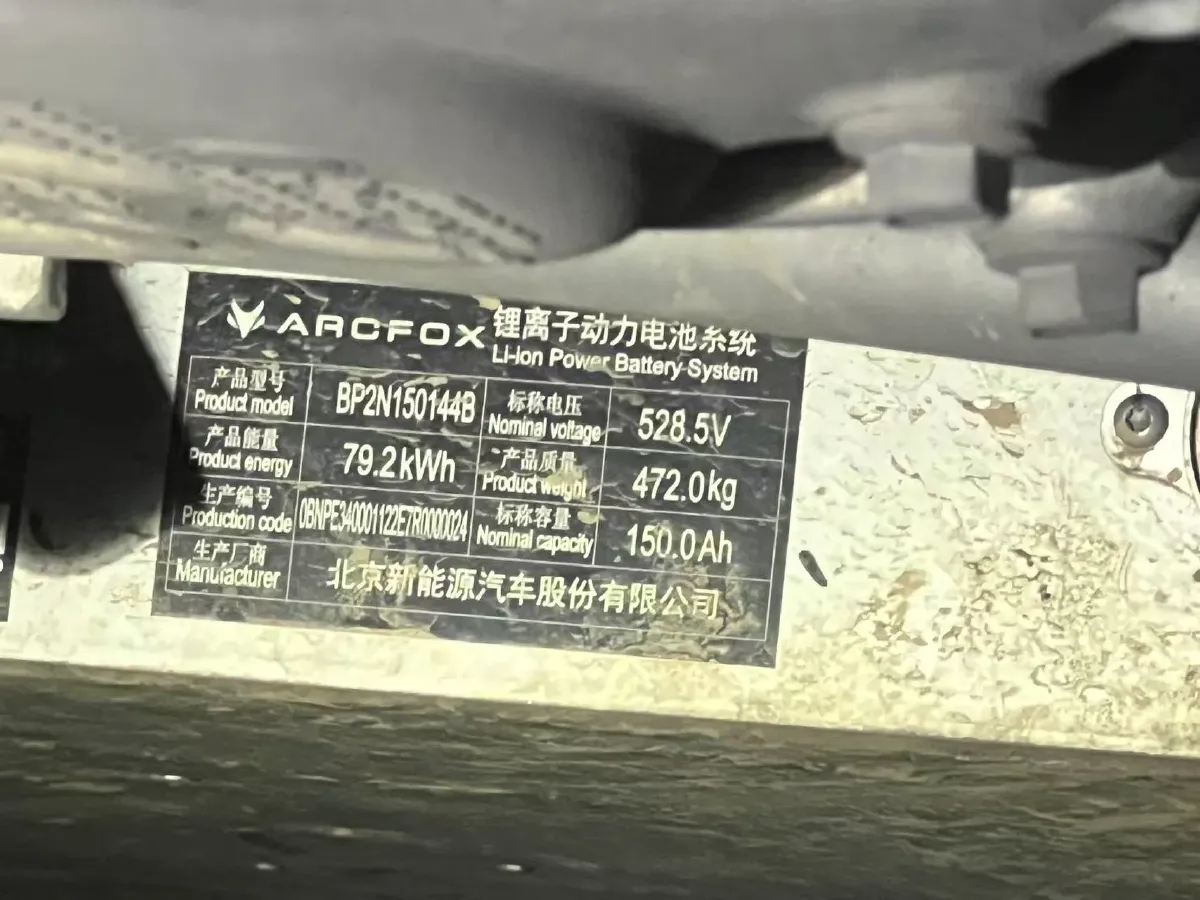 ARCFOX 锂离子动力电池系统
Li-ion Power Battery System
产品型号 Product model BP2N150144B 标称电压 Nominal voltage 528.5V
产品能量 Product energy 79.2kWh 产品质量 Product weight 472.0kg
生产编号 Production code 0BNPE340001122E7R0000024 标称容量 Nominal capacity 150.0Ah
生产厂商 Manufacturer 北京新能源汽车股份有限公司